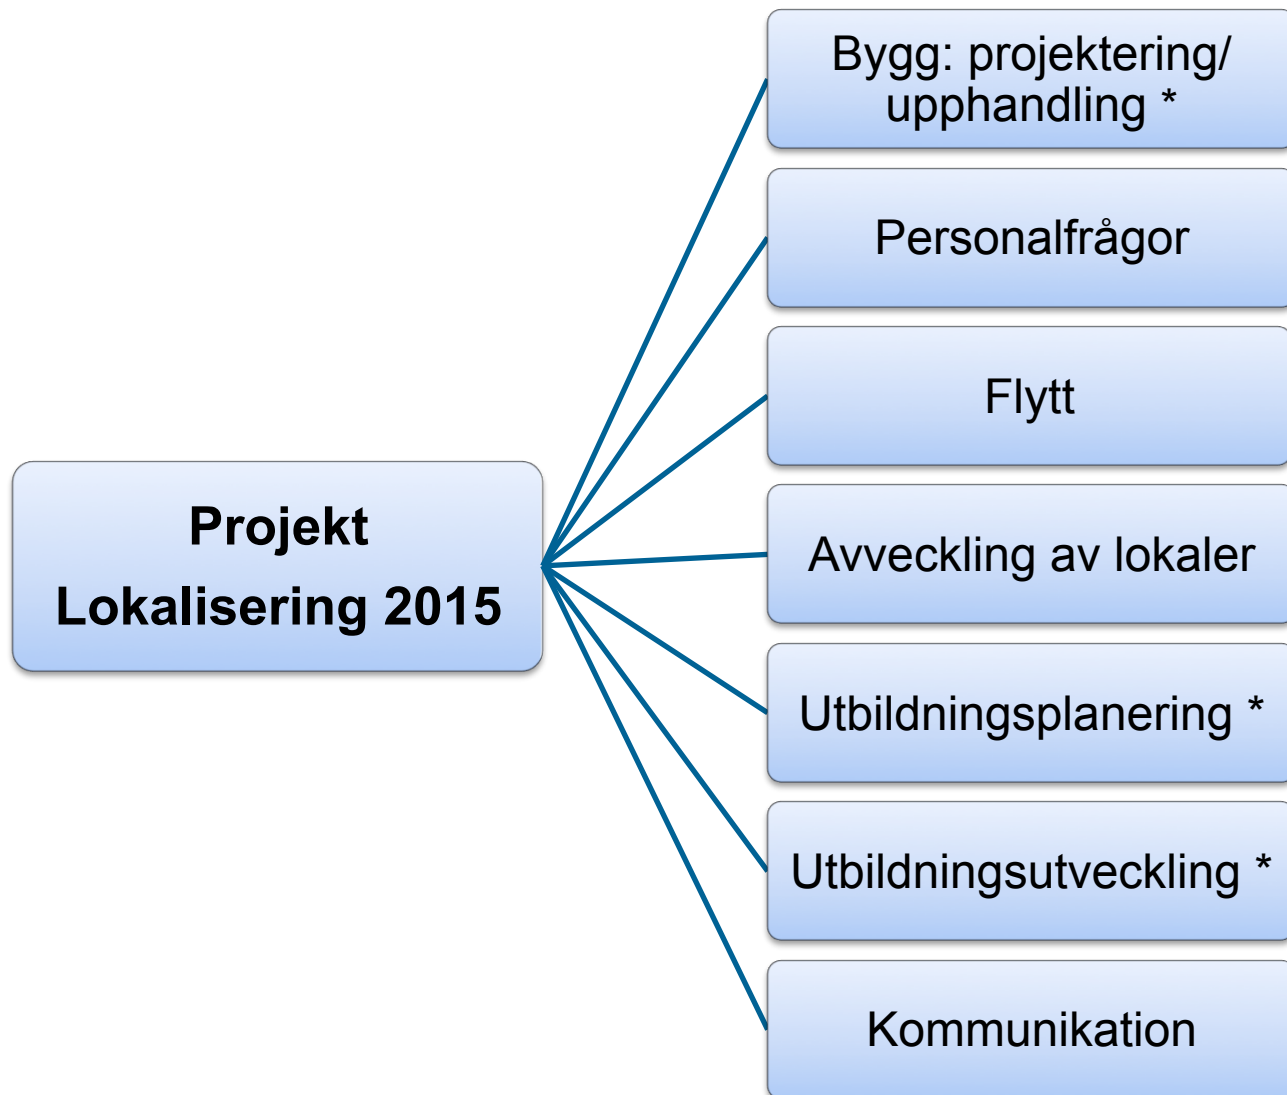 Bygg: projektering/
upphandling *
Personalfrågor
Flytt
Projekt
Lokalisering 2015
Avveckling av lokaler
Utbildningsplanering *
Utbildningsutveckling *
Kommunikation